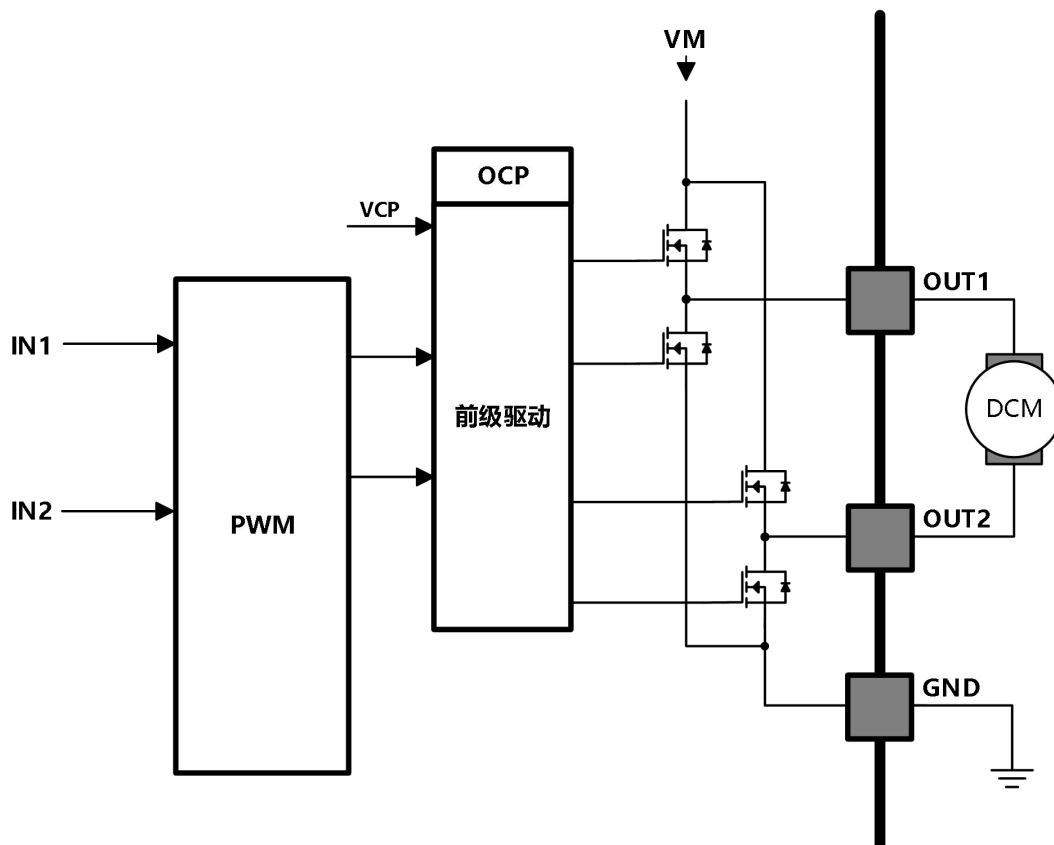 VM
OCP
VCP
OUT1
IN1
DCM
前级驱动
IN2
PWM
OUT2
GND